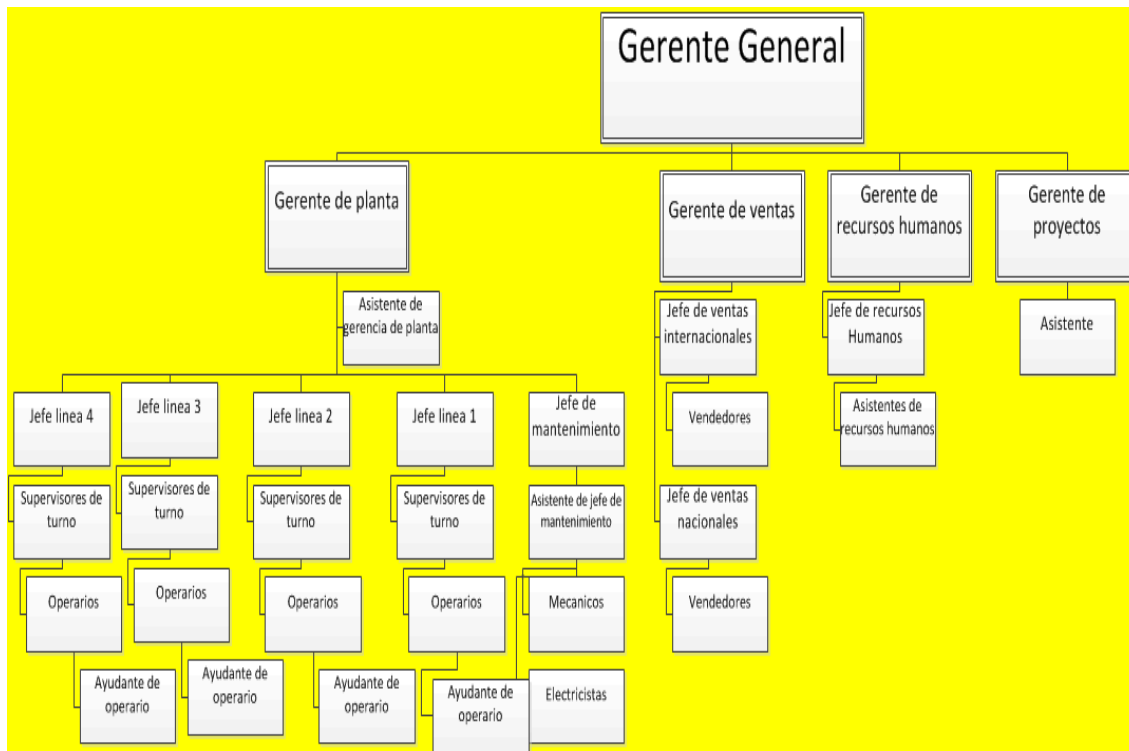 Gerente General
Gerente de planta
Gerente de ventas
Gerente de
recursos humanos
Gerente de
proyectos
Asistente de
gerencia de planta
Jefe de ventas
internacionales
Jefe de recursos
Humanos
Asistente
Jefe linea 4
Jefe linea 3
Jefe linea 2
Jefe linea 1
Jefe de
mantenimiento
Vendedores
Asistentes de
recursos humanos
Supervisores de
turno
Supervisores de
turno
Supervisores de
turno
Supervisores de
turno
Asistente de jefe de
mantenimiento
Jefe de ventas
nacionales
Operarios
Operarios
Operarios
Operarios
Mecanicos
Vendedores
Ayudante de
operario
Ayudante de
operario
Ayudante de
operario
Ayudante de
operario
Electricistas